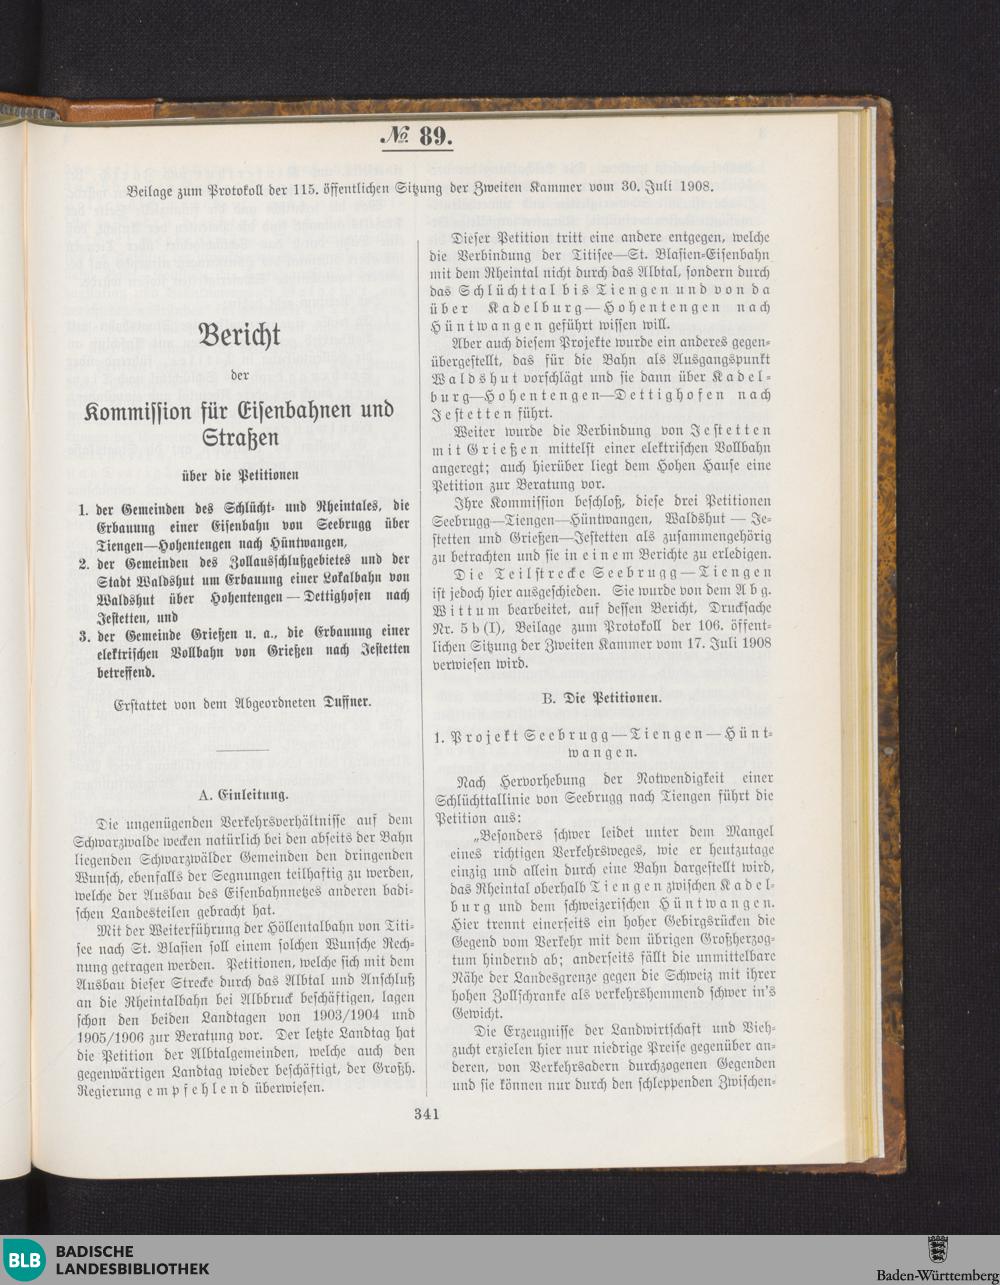 № 89.
Beilage zum Protokoll der 115. öffentlichen Sitzung der Zweiten Kammer vom 30. Juli 1908.
Bericht
der
Kommission für Eisenbahnen und
Straßen
über die Petitionen
1. der Gemeinden des Schlücht- und Rheintales, die
Erbauung einer Eisenbahn von Seebrugg über
Tiengen—Hohentengen nach Hüntwangen,
2. der Gemeinden des Zollausschlußgebietes und der
Stadt Waldshut um Erbauung einer Lokalbahn von
Waldshut über Hohentengen — Dettighofen nach
Jestetten, und
3. der Gemeinde Grießen u. a., die Erbauung einer
elektrischen Vollbahn von Grießen nach Jestetten
betreffend.
Erstattet von dem Abgeordneten Duffner.
A. Einleitung.
Die ungenügenden Verkehrsverhältnisse auf dem
Schwarzwalde wecken natürlich bei den abseits der Bahn
liegenden Schwarzwälder Gemeinden den dringenden
Wunsch, ebenfalls der Segnungen teilhaftig zu werden,
welche der Ausbau des Eisenbahnnetzes anderen badi-
schen Landesteilen gebracht hat.
Mit der Weiterführung der Höllentalbahn von Titi-
see nach St. Blasien soll einem solchen Wunsche Rech-
nung getragen werden. Petitionen, welche sich mit dem
Ausbau dieser Strecke durch das Albtal und Anschluß
an die Rheintalbahn bei Albbruck beschäftigen, lagen
schon den beiden Landtagen von 1903/1904 und
1905/1906 zur Beratung vor. Der letzte Landtag hat
die Petition der Albtalgemeinden, welche auch den
gegenwärtigen Landtag wieder beschäftigt, der Großh.
Regierung empfehlend überwiesen.
Dieser Petition tritt eine andere entgegen, welche
die Verbindung der Titisee—St. Blasien-Eisenbahn
mit dem Rheintal nicht durch das Albtal, sondern durch
das Schlüchttal bis Tiengen und von da
über Kadelburg—Hohentengen nach
Hüntwangen geführt wissen will.
Aber auch diesem Projekte wurde ein anderes gegen-
übergestellt, das für die Bahn als Ausgangspunkt
Waldshut vorschlägt und sie dann über Kadel-
burg—Hohentengen—Dettighofen nach
Jestetten führt.
Weiter wurde die Verbindung von Jestetten
mit Grießen mittelst einer elektrischen Vollbahn
angeregt; auch hierüber liegt dem Hohen Hause eine
Petition zur Beratung vor.
Ihre Kommission beschloß, diese drei Petitionen
Seebrugg—Tiengen—Hüntwangen, Waldshut — Je-
stetten und Grießen—Jestetten als zusammengehörig
zu betrachten und sie in einem Berichte zu erledigen.
Die Teilstrecke Seebrugg—Tiengen
ist jedoch hier ausgeschieden. Sie wurde von dem Abg.
Wittum bearbeitet, auf dessen Bericht, Drucksache
Nr. 5 b (I), Beilage zum Protokoll der 106. öffent-
lichen Sitzung der Zweiten Kammer vom 17. Juli 1908
verwiesen wird.
B. Die Petitionen.
1. Projekt Seebrugg—Tiengen—Hünt-
wangen.
Nach Hervorhebung der Notwendigkeit einer
Schlüchttallinie von Seebrugg nach Tiengen führt die
Petition aus:
„Besonders schwer leidet unter dem Mangel
eines richtigen Verkehrsweges, wie er heutzutage
einzig und allein durch eine Bahn dargestellt wird,
das Rheintal oberhalb Tiengen zwischen Kadel-
burg und dem schweizerischen Hüntwangen.
Hier trennt einerseits ein hoher Gebirgsrücken die
Gegend vom Verkehr mit dem übrigen Großherzog-
tum hindernd ab; anderseits fällt die unmittelbare
Nähe der Landesgrenze gegen die Schweiz mit ihrer
hohen Zollschranke als verkehrshemmend schwer in's
Gewicht.
Die Erzeugnisse der Landwirtschaft und Vieh-
zucht erzielen hier nur niedrige Preise gegenüber an-
deren, von Verkehrsadern durchzogenen Gegenden
und sie können nur durch den schleppenden Zwischen-
341
BLB
BADISCHE
LANDESBIBLIOTHEK
Baden-Württemberg